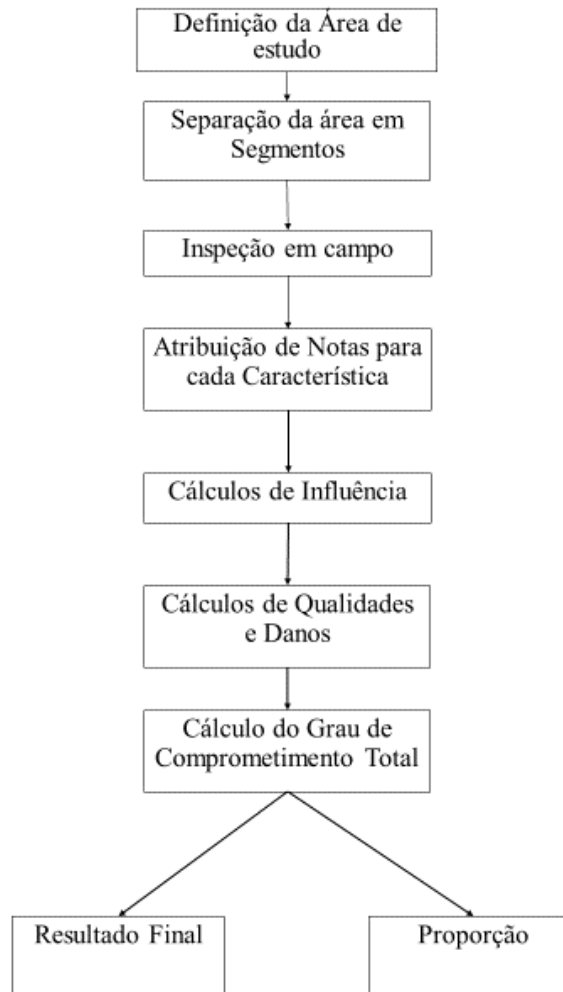 Definição da Área de
estudo
Separação da área em
Segmentos
Inspeção em campo
Atribuição de Notas para
cada Característica
Cálculos de Influência
Cálculos de Qualidades
e Danos
Cálculo do Grau de
Comprometimento Total
Resultado Final
Proporção